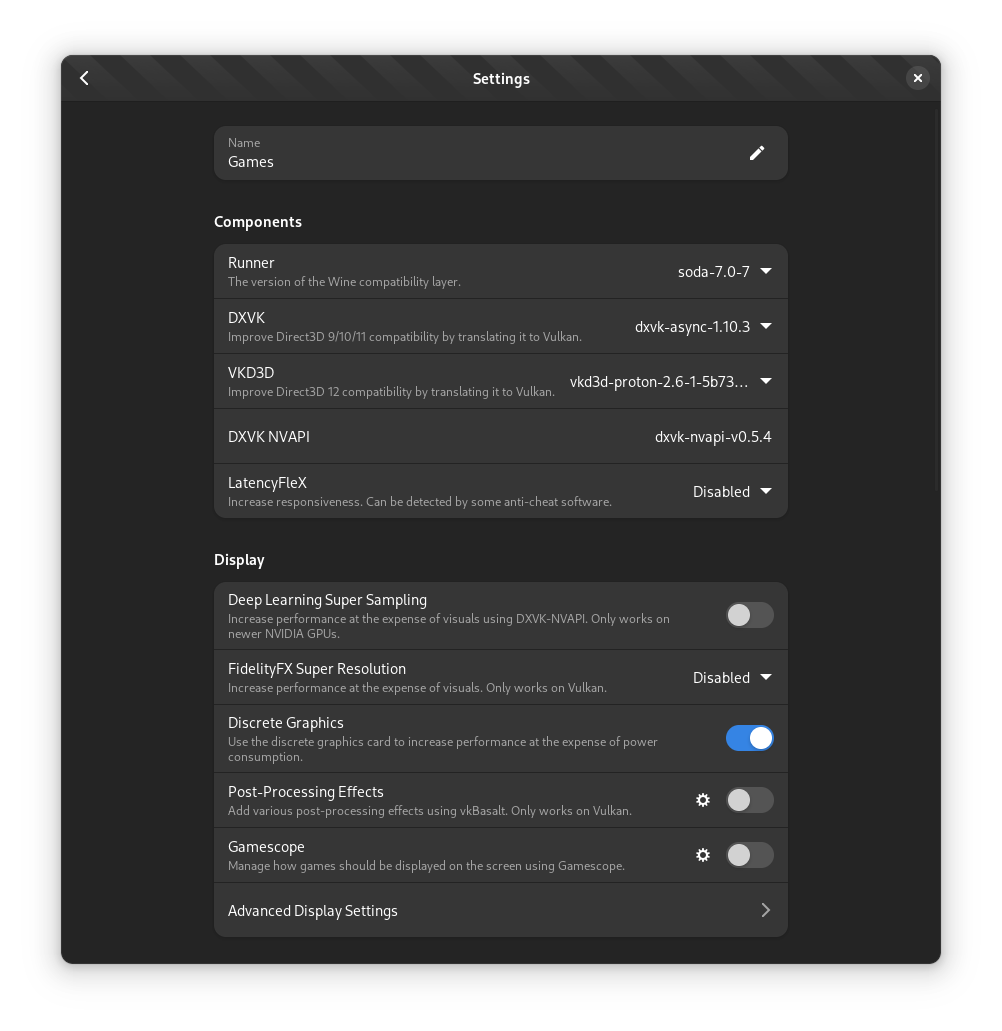 Settings
Name
Games
Components
Runner
The version of the Wine compatibility layer.
soda-7.0-7
DXVK
Improve Direct3D 9/10/11 compatibility by translating it to Vulkan.
dxvk-async-1.10.3
VKD3D
Improve Direct3D 12 compatibility by translating it to Vulkan.
vkd3d-proton-2.6-1-5b73…
DXVK NVAPI
dxvk-nvapi-v0.5.4
LatencyFleX
Increase responsiveness. Can be detected by some anti-cheat software.
Disabled
Display
Deep Learning Super Sampling
Increase performance at the expense of visuals using DXVK-NVAPI. Only works on
newer NVIDIA GPUs.
FidelityFX Super Resolution
Increase performance at the expense of visuals. Only works on Vulkan.
Disabled
Discrete Graphics
Use the discrete graphics card to increase performance at the expense of power
consumption.
Post-Processing Effects
Add various post-processing effects using vkBasalt. Only works on Vulkan.
Gamescope
Manage how games should be displayed on the screen using Gamescope.
Advanced Display Settings